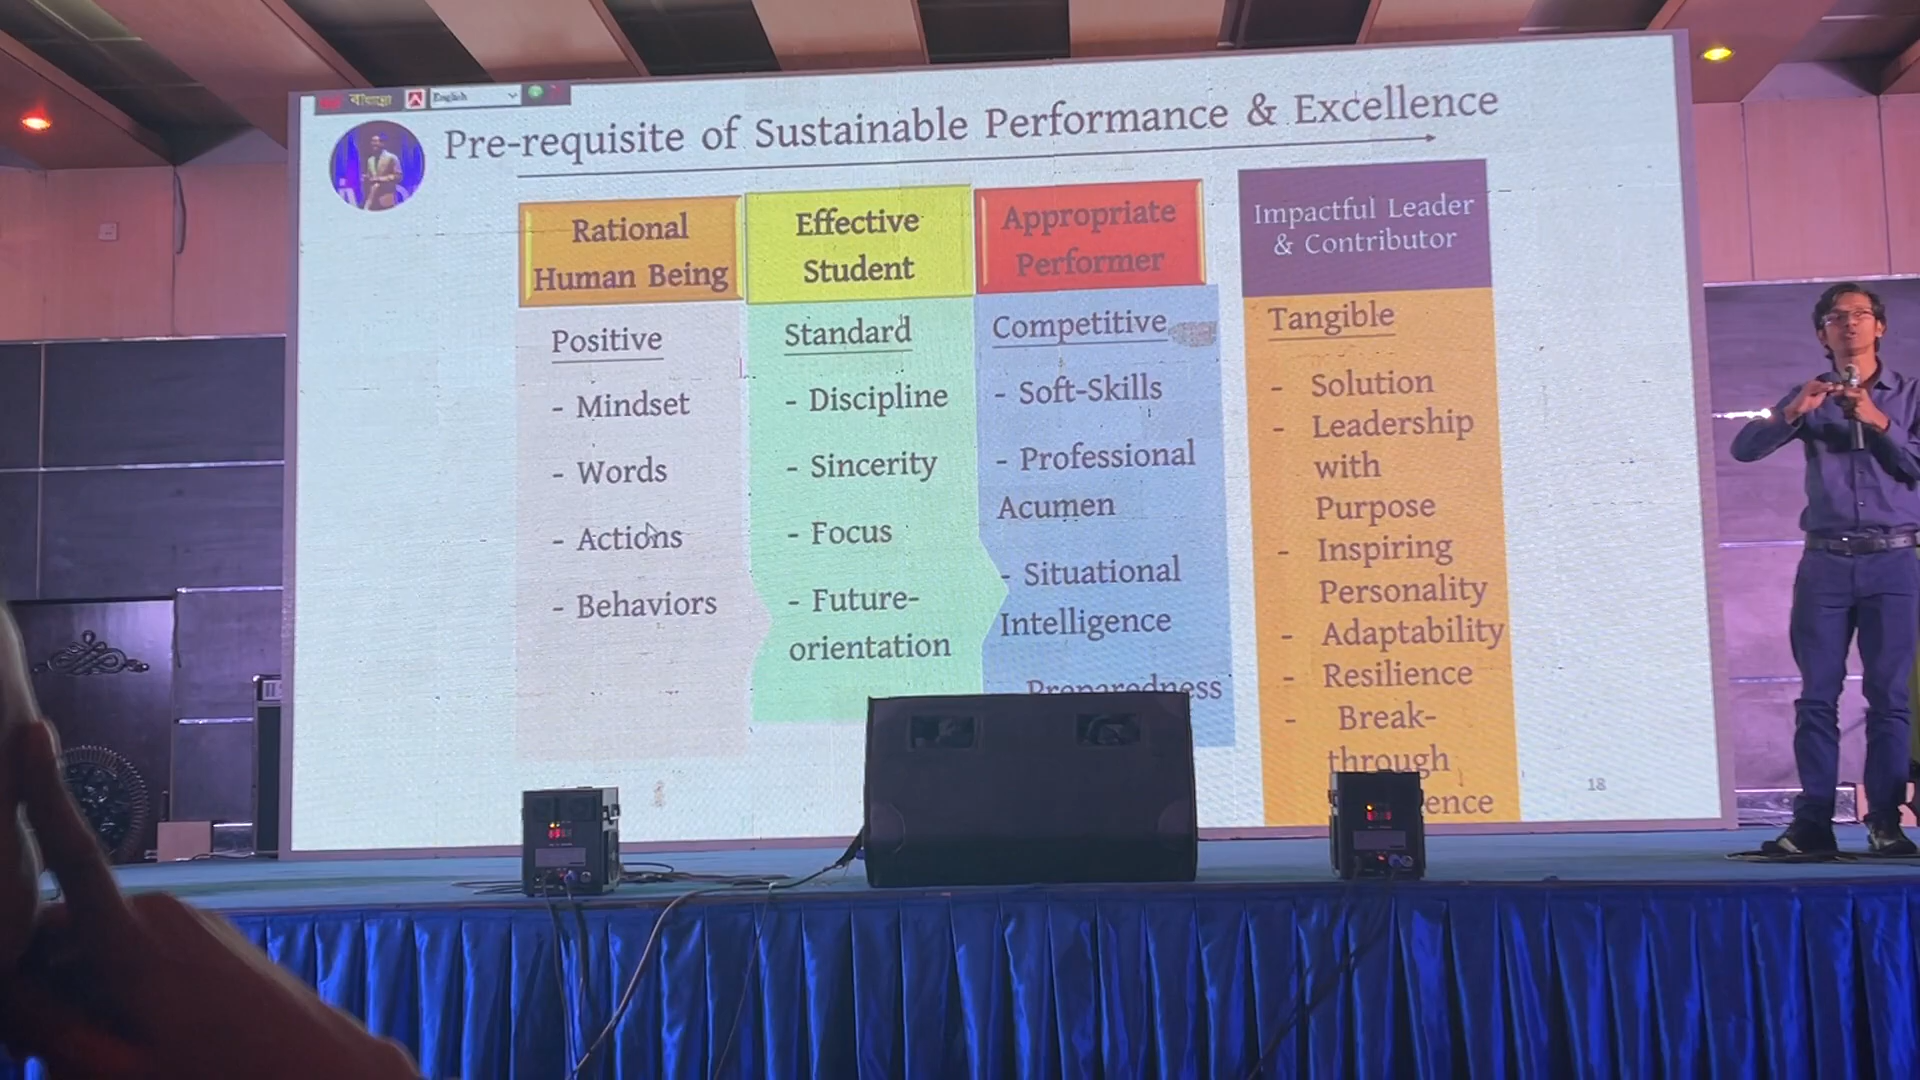 English
Pre-requisite of Sustainable Performance & Excellence
Rational
Human Being
Positive
- Mindset
- Words
- Actions
- Behaviors
Effective
Student
Standard
- Discipline
- Sincerity
- Focus
- Future-
orientation
Appropriate
Performer
Competitive
- Soft-Skills
- Professional
Acumen
- Situational
Intelligence
Preparedness
Impactful Leader
& Contributor
Tangible
- Solution
- Leadership
with
Purpose
- Inspiring
Personality
- Adaptability
- Resilience
- Break-
through
18